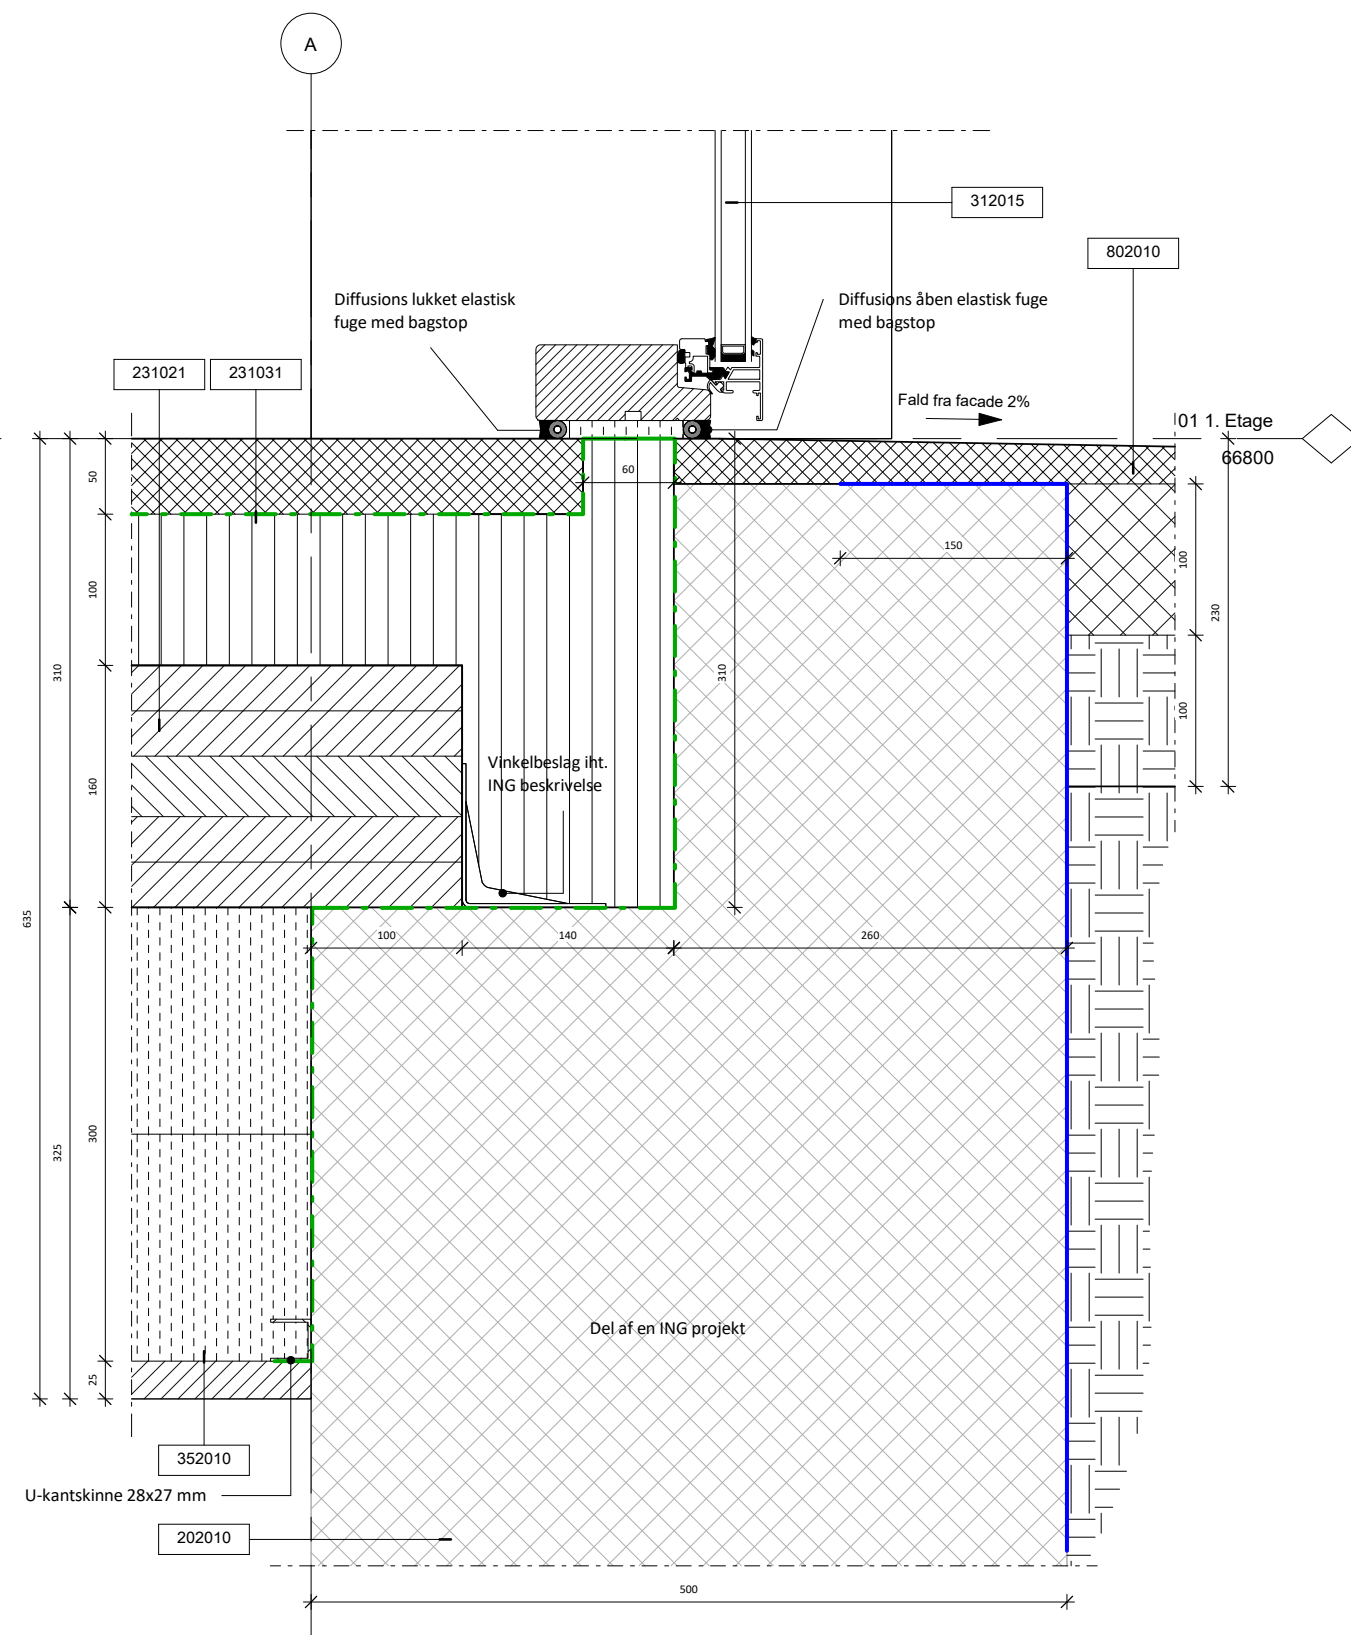 A
312015
802010
Diffusions lukket elastisk
fuge med bagstop
Diffusions åben elastisk fuge
med bagstop
231021
231031
Fald fra facade 2%
01 1. Etage
66800
50
60
150
100
100
230
310
310
100
160
Vinkelbeslag iht.
ING beskrivelse
635
100
140
260
325
300
Del af en ING projekt
25
352010
U-kantskinne 28x27 mm
202010
500